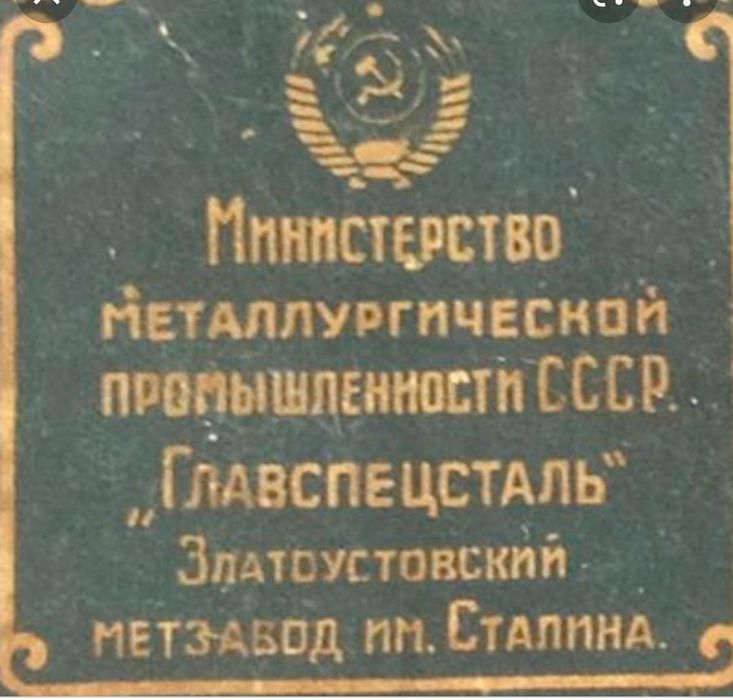 Министерство
металлургической
промышленности СССР.
„Главспецсталь“
Златоустовский
метзавод им. Сталина.